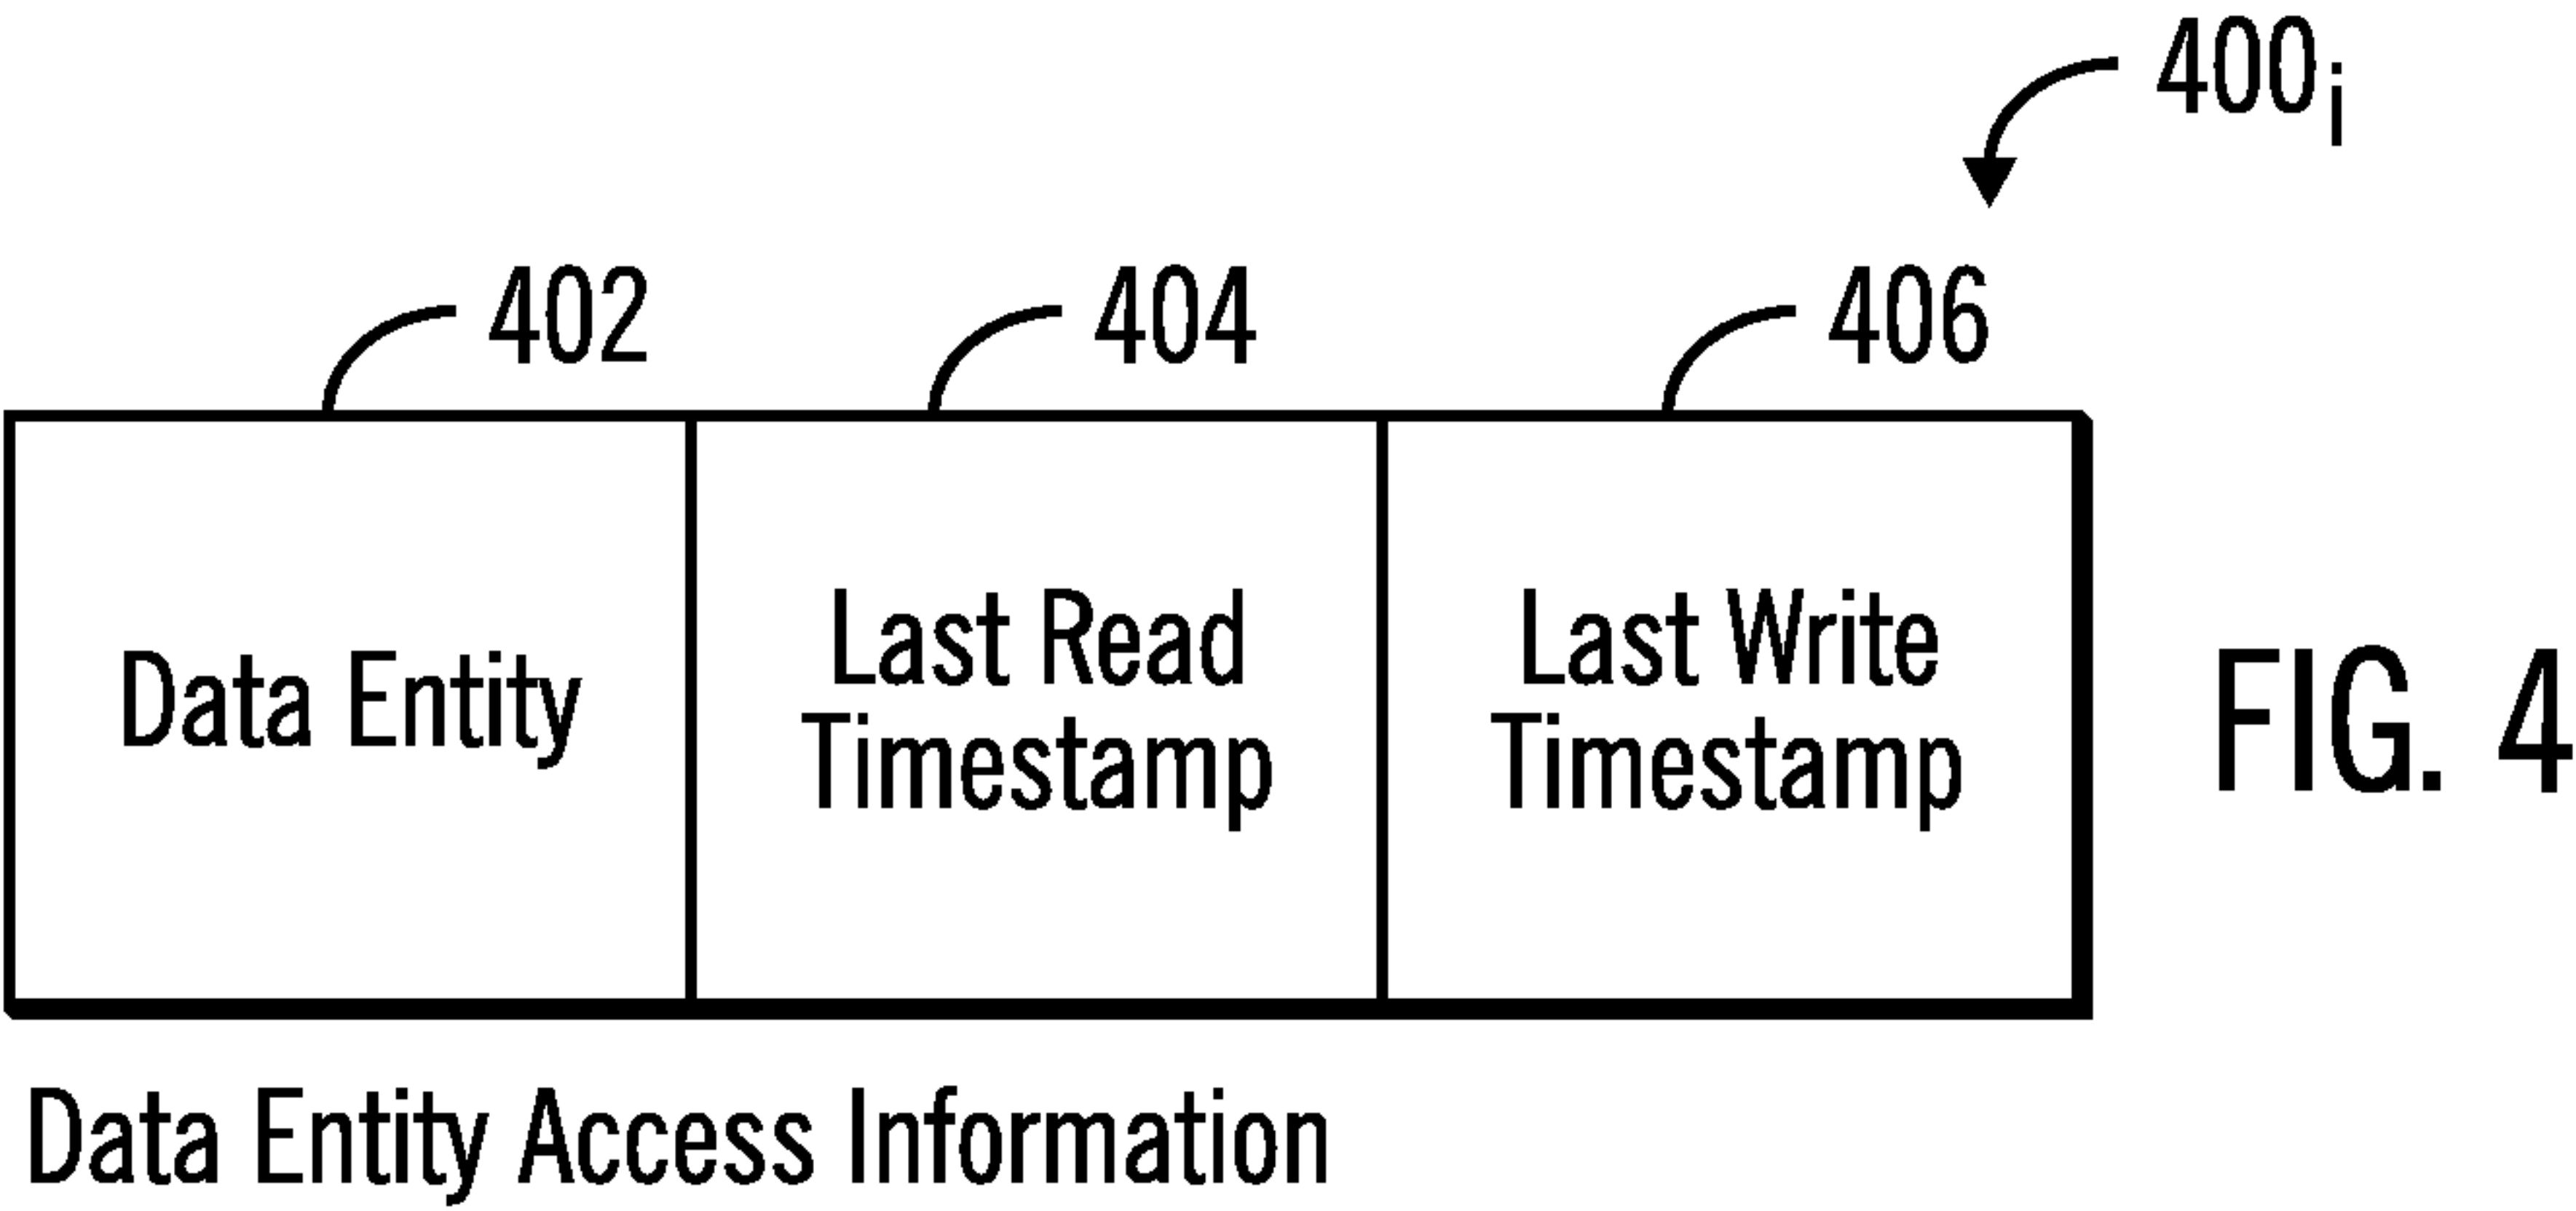 400i
402
404
406
Data Entity
Last Read
Timestamp
Last Write
Timestamp
FIG. 4
Data Entity Access Information